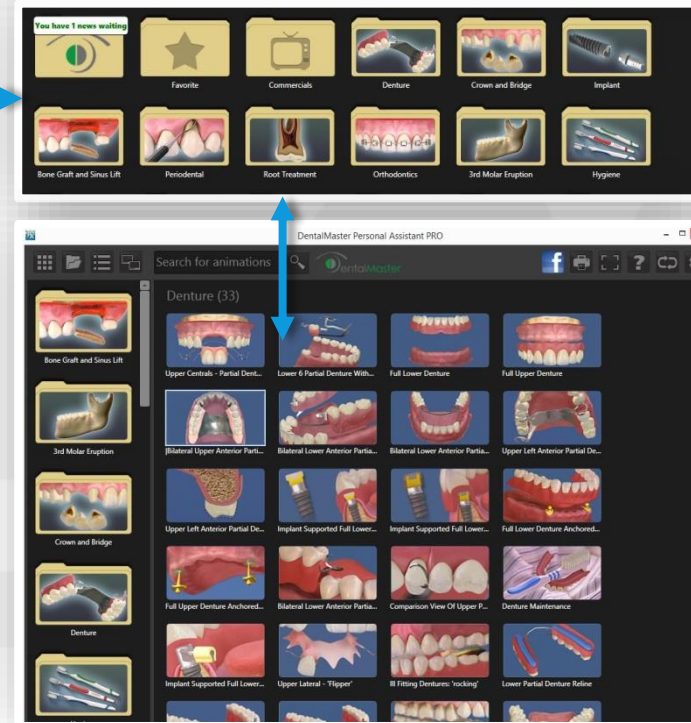 You have 1 news waiting
Favorite
Commercials
Denture
Crown and Bridge
Implant
Bone Graft and Sinus Lift
Periodental
Root Treatment
Orthodontics
3rd Molar Eruption
Hygiene
DentalMaster Personal Assistant PRO
Search for animations
DentalMaster
Denture (33)
Bone Graft and Sinus Lift
3rd Molar Eruption
Crown and Bridge
Denture
Upper Centrals - Partial Dent...
Lower 6 Partial Denture With...
Full Lower Denture
Full Upper Denture
Bilateral Upper Anterior Parti...
Bilateral Lower Anterior Partia...
Bilateral Lower Anterior Partia...
Upper Left Anterior Partial De...
Upper Left Anterior Partial De...
Implant Supported Full Lower...
Implant Supported Full Lower...
Full Lower Denture Anchored...
Full Upper Denture Anchored...
Bilateral Lower Anterior Partia...
Comparison View Of Upper P...
Denture Maintenance
Implant Supported Full Lower...
Upper Lateral - 'Flipper'
Ill Fitting Dentures: 'rocking'
Lower Partial Denture Reline